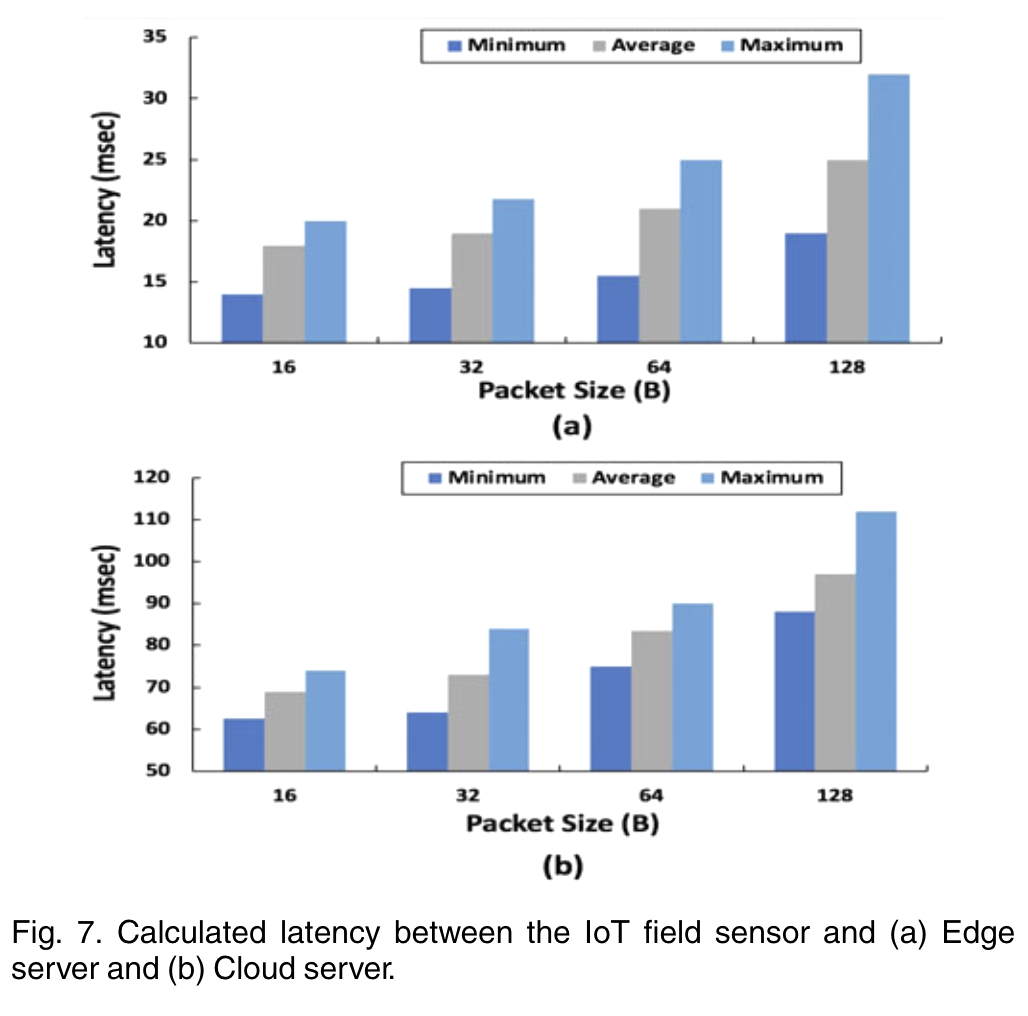 35
30
25
20
15
10
Latency (msec)
Minimum Average Maximum
16 32 64 128
Packet Size (B)
(a)
120
110
100
90
80
70
60
50
Latency (msec)
Minimum Average Maximum
16 32 64 128
Packet Size (B)
(b)
Fig. 7. Calculated latency between the IoT field sensor and (a) Edge
server and (b) Cloud server.